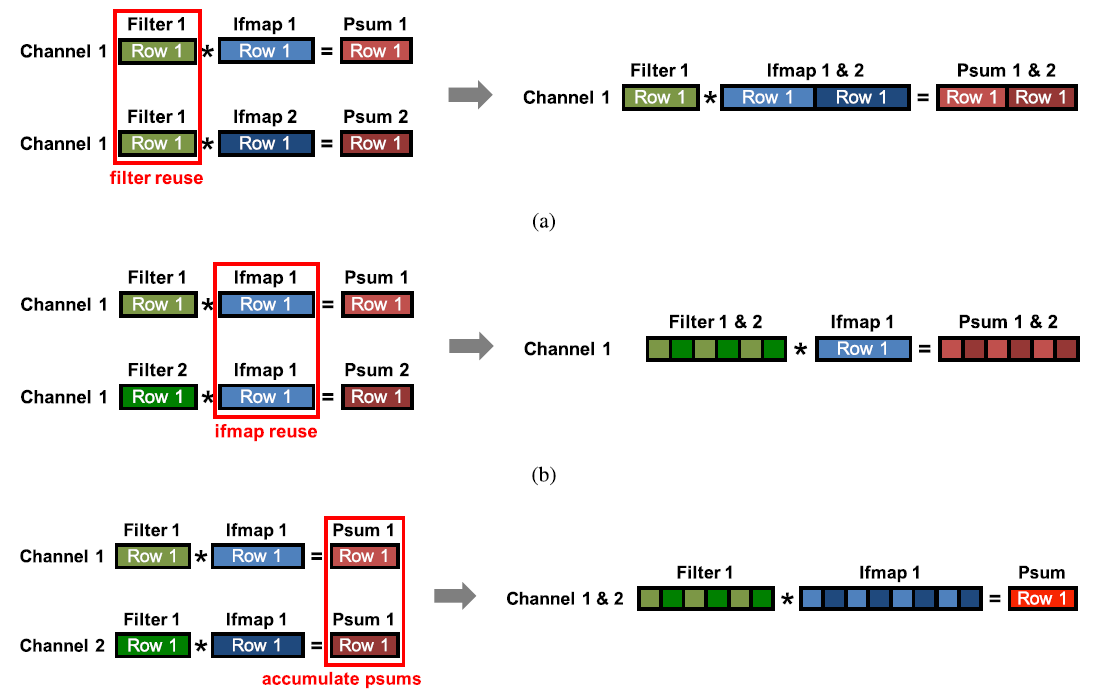 Filter 1 Ifmap 1 Psum 1
Channel 1 Row 1 * Row 1 = Row 1
Filter 1 Ifmap 2 Psum 2
Channel 1 Row 1 * Row 1 = Row 1
filter reuse
Filter 1 Ifmap 1 & 2 Psum 1 & 2
Channel 1 Row 1 * Row 1 Row 1 = Row 1 Row 1
(a)
Filter 1 Ifmap 1 Psum 1
Channel 1 Row 1 * Row 1 = Row 1
Filter 2 Ifmap 1 Psum 2
Channel 1 Row 1 * Row 1 = Row 1
ifmap reuse
Filter 1 & 2 Ifmap 1 Psum 1 & 2
Channel 1 * Row 1 =
(b)
Filter 1 Ifmap 1 Psum 1
Channel 1 Row 1 * Row 1 = Row 1
Filter 1 Ifmap 1 Psum 1
Channel 2 Row 1 * Row 1 = Row 1
accumulate psums
Filter 1 Ifmap 1 Psum
Channel 1 & 2 * = Row 1